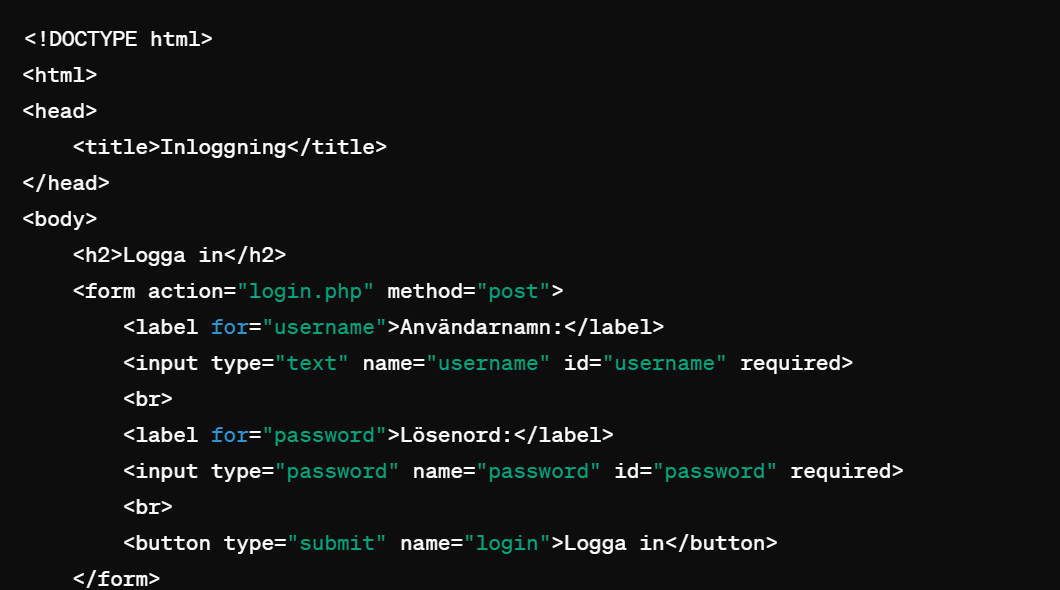 <!DOCTYPE html>
<html>
<head>
    <title>Inloggning</title>
</head>
<body>
    <h2>Logga in</h2>
    <form action="login.php" method="post">
        <label for="username">Användarnamn:</label>
        <input type="text" name="username" id="username" required>
        <br>
        <label for="password">Lösenord:</label>
        <input type="password" name="password" id="password" required>
        <br>
        <button type="submit" name="login">Logga in</button>
    </form>